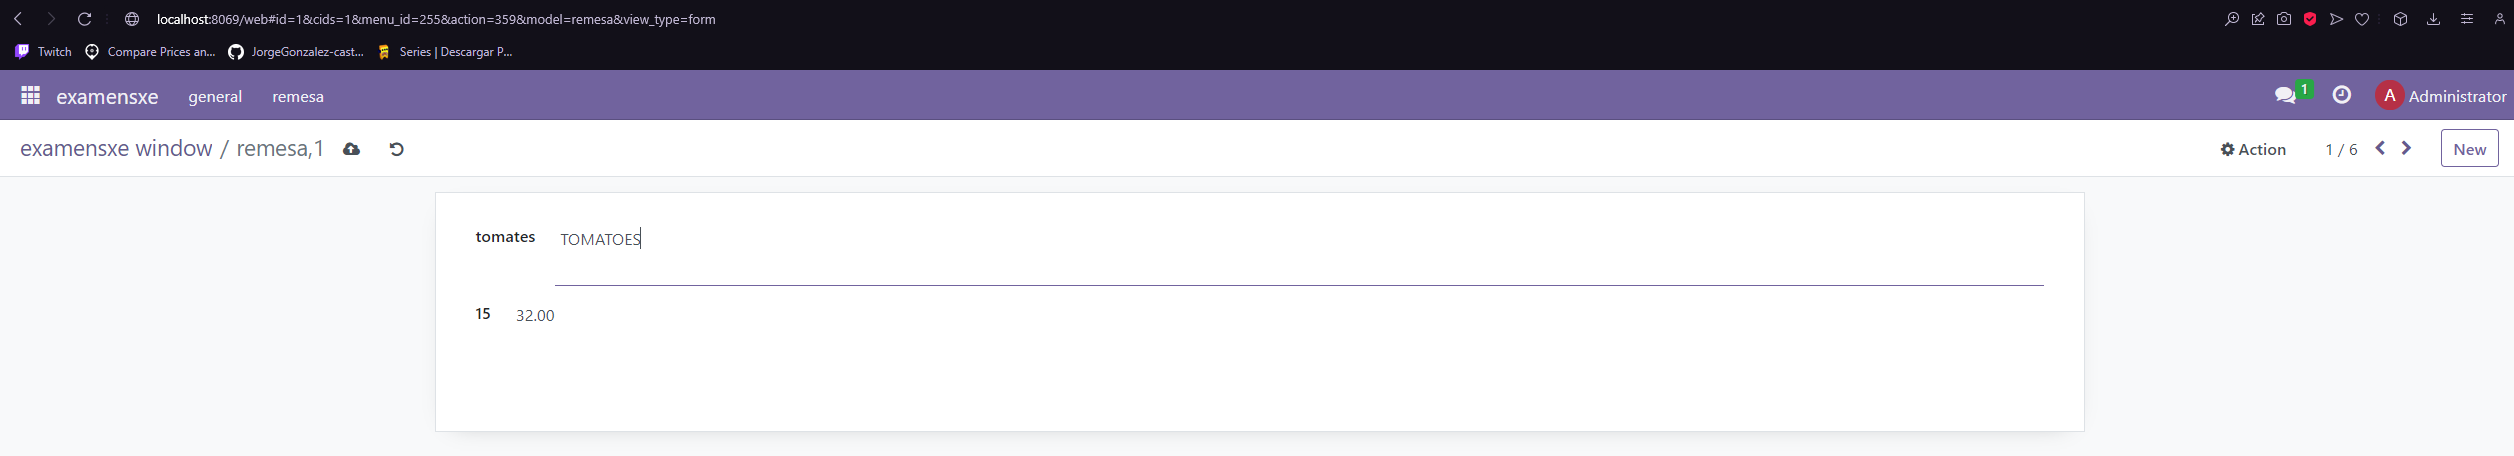 localhost:8069/web#id=1&cids=1&menu_id=255&action=359&model=remesa&view_type=form
Twitch Compare Prices an... JorgeGonzalez-cast... Series | Descargar P...
examensxe general remesa 1 A Administrator
examensxe window / remesa,1 Action 1 / 6 New
tomates TOMATOES
15 32.00